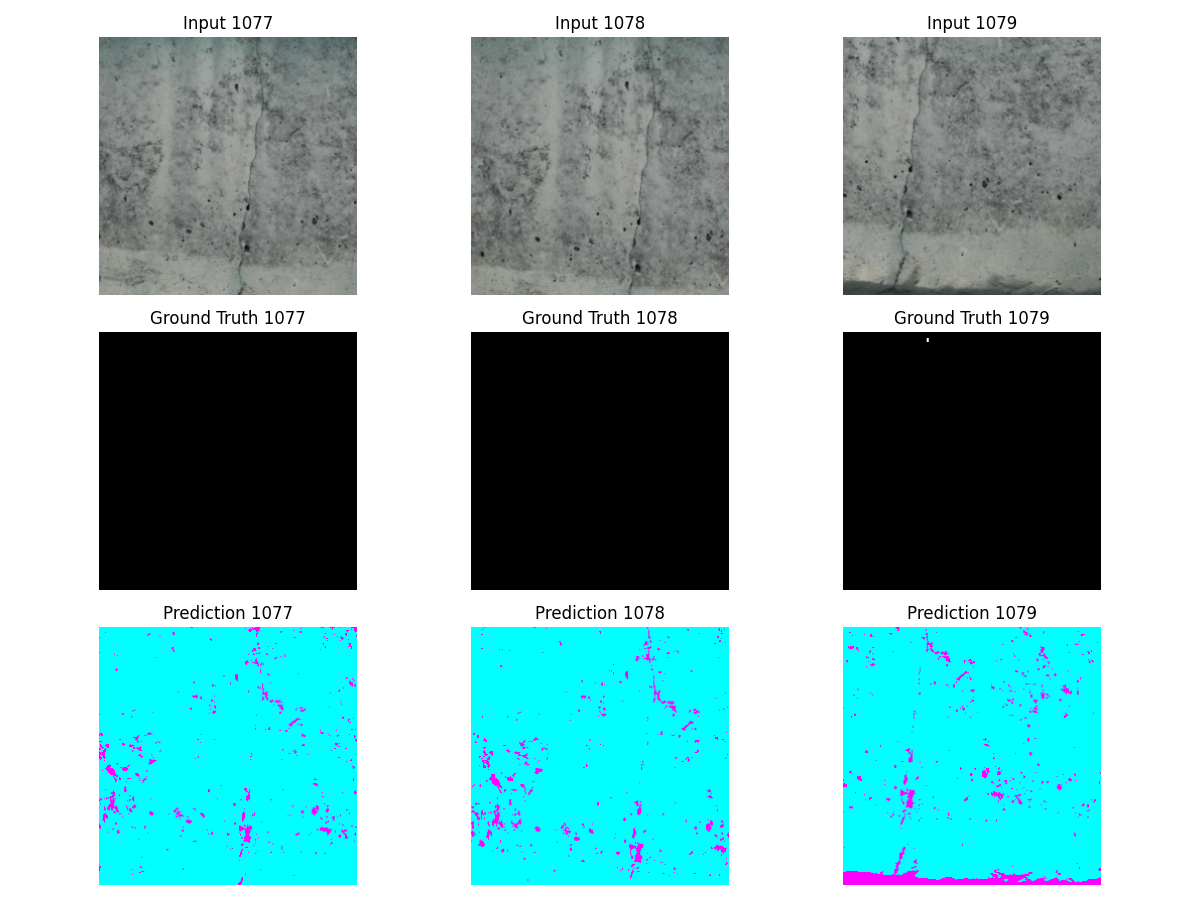 Input 1077
Input 1078
Input 1079
Ground Truth 1077
Ground Truth 1078
Ground Truth 1079
Prediction 1077
Prediction 1078
Prediction 1079